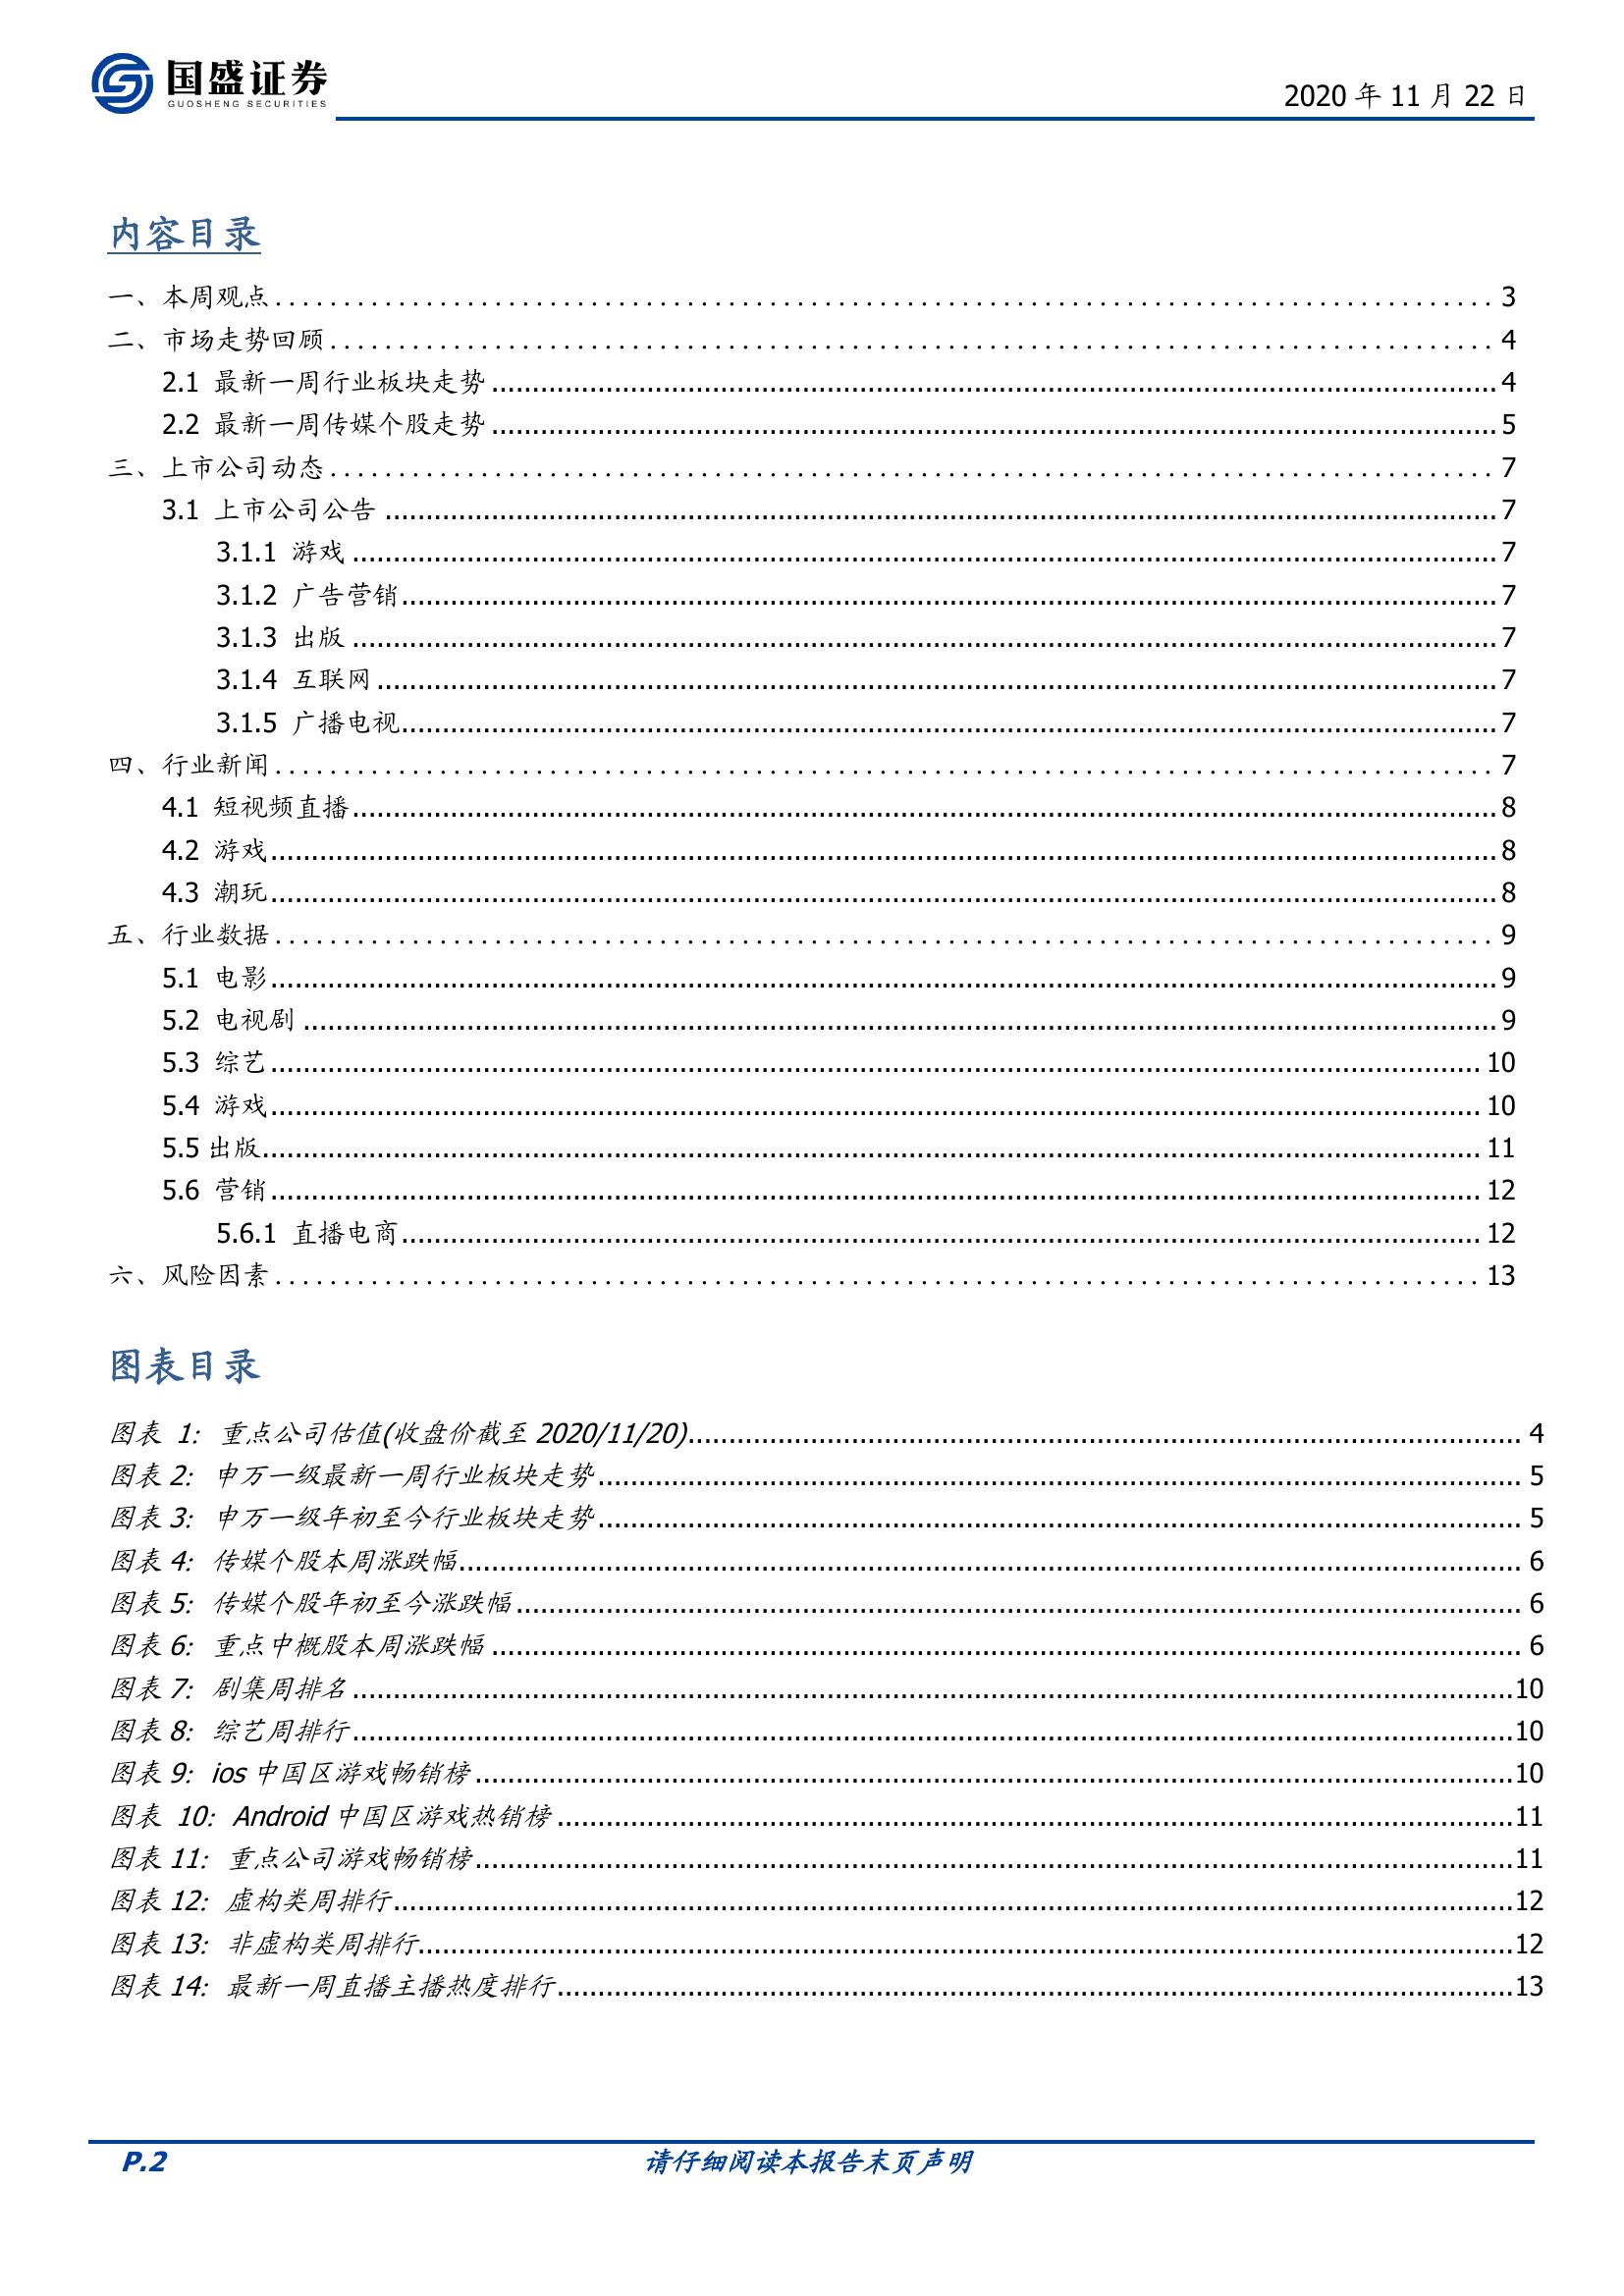 国盛证券
GUOSHENG SECURITIES
2020 年 11 月 22 日
内容目录
一、本周观点 3
二、市场走势回顾 4
2.1 最新一周行业板块走势 4
2.2 最新一周传媒个股走势 5
三、上市公司动态 7
3.1 上市公司公告 7
3.1.1 游戏 7
3.1.2 广告营销 7
3.1.3 出版 7
3.1.4 互联网 7
3.1.5 广播电视 7
四、行业新闻 7
4.1 短视频直播 8
4.2 游戏 8
4.3 潮玩 8
五、行业数据 9
5.1 电影 9
5.2 电视剧 9
5.3 综艺 10
5.4 游戏 10
5.5 出版 11
5.6 营销 12
5.6.1 直播电商 12
六、风险因素 13
图表目录
图表 1: 重点公司估值(收盘价截至 2020/11/20) 4
图表 2: 申万一级最新一周行业板块走势 5
图表 3: 申万一级年初至今行业板块走势 5
图表 4: 传媒个股本周涨跌幅 6
图表 5: 传媒个股年初至今涨跌幅 6
图表 6: 重点中概股本周涨跌幅 6
图表 7: 剧集周排名 10
图表 8: 综艺周排行 10
图表 9: ios 中国区游戏畅销榜 10
图表 10: Android 中国区游戏热销榜 11
图表 11: 重点公司游戏畅销榜 11
图表 12: 虚构类周排行 12
图表 13: 非虚构类周排行 12
图表 14: 最新一周直播主播热度排行 13
P.2 请仔细阅读本报告末页声明